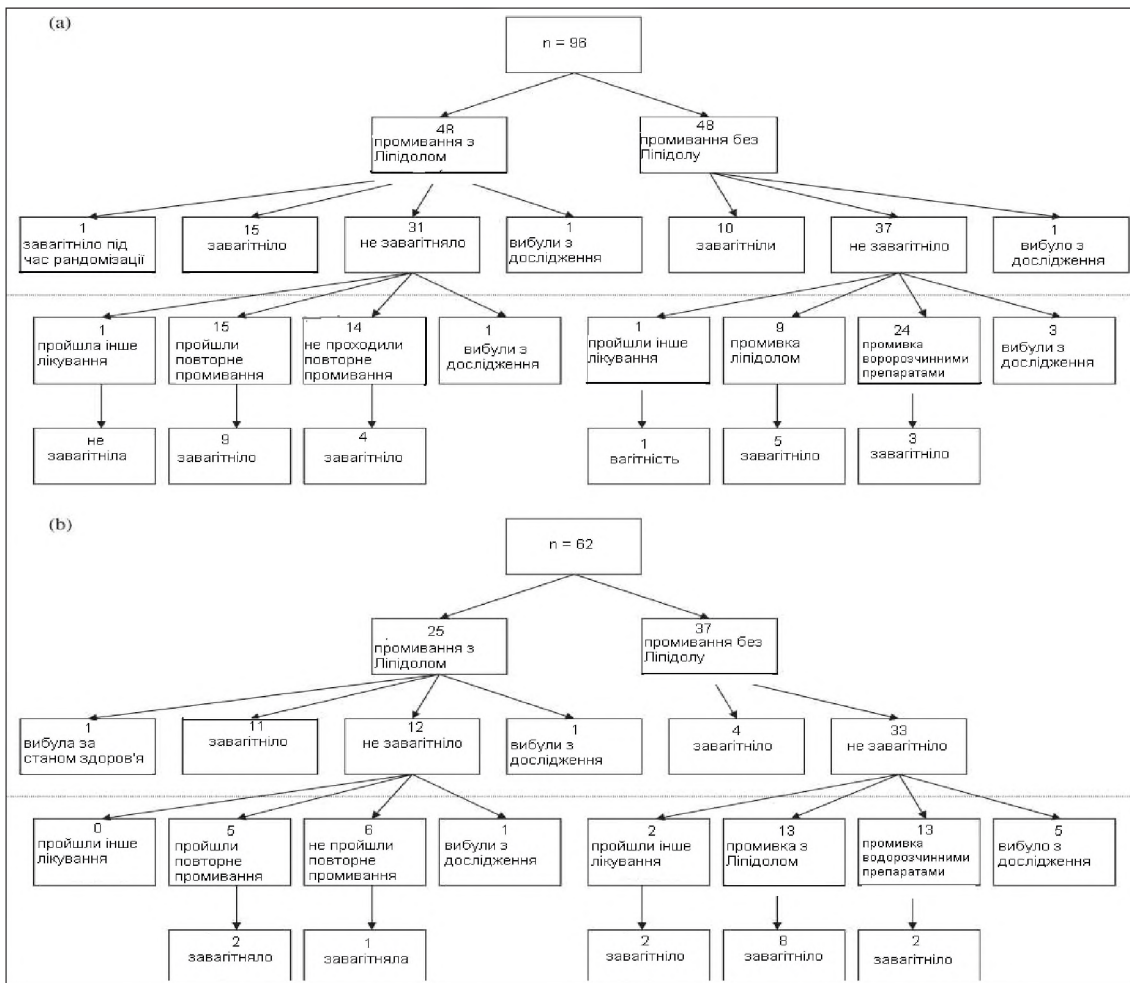 (a)
n = 96
48
промивання з
Ліпідолом
48
промивання без
Ліпідолу
1
завагітніло під
час рандомізації
15
завагітніло
31
не завагітняло
1
вибули з
дослідження
10
завагітніли
37
не завагітніло
1
вибуло з
дослідження
1
пройшла інше
лікування
15
пройшли
повторне
промивання
14
не проходили
повторне
промивання
1
вибули з
дослідження
1
пройшли інше
лікування
9
промивка
ліпідолом
24
промивка
воророзчинними
препаратами
3
вибули з
дослідження
не
завагітніла
9
завагітніло
4
завагітніло
1
вагітність
5
завагітніло
3
завагітніло
(b)
n = 62
25
промивання з
Ліпідолом
37
промивання без
Ліпідолу
1
вибула за
станом здоров'я
11
завагітніло
12
не завагітніло
1
вибули з
дослідження
4
завагітніло
33
не завагітніло
0
пройшли інше
лікування
5
пройшли
повторне
промивання
6
не пройшли
повторне
промивання
1
вибули з
дослідження
2
пройшли інше
лікування
13
промивка з
Ліпідолом
13
промивка
водорозчинними
препаратами
5
вибуло з
дослідження
2
завагітняло
1
завагітняла
2
завагітніло
8
завагітніло
2
завагітніло